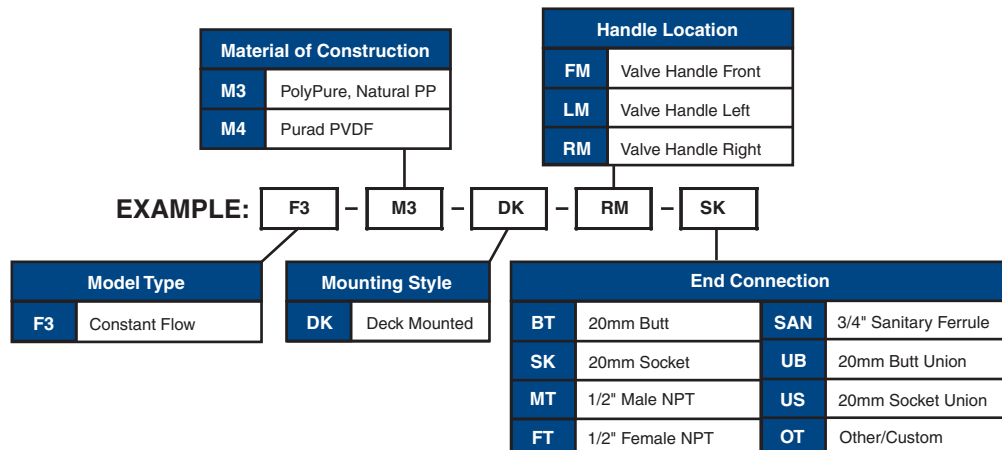 Material of Construction
M3 PolyPure, Natural PP
M4 Purad PVDF
Handle Location
FM Valve Handle Front
LM Valve Handle Left
RM Valve Handle Right
EXAMPLE: F3 – M3 – DK – RM – SK
Model Type
F3 Constant Flow
Mounting Style
DK Deck Mounted
End Connection
BT 20mm Butt SAN 3/4" Sanitary Ferrule
SK 20mm Socket UB 20mm Butt Union
MT 1/2" Male NPT US 20mm Socket Union
FT 1/2" Female NPT OT Other/Custom